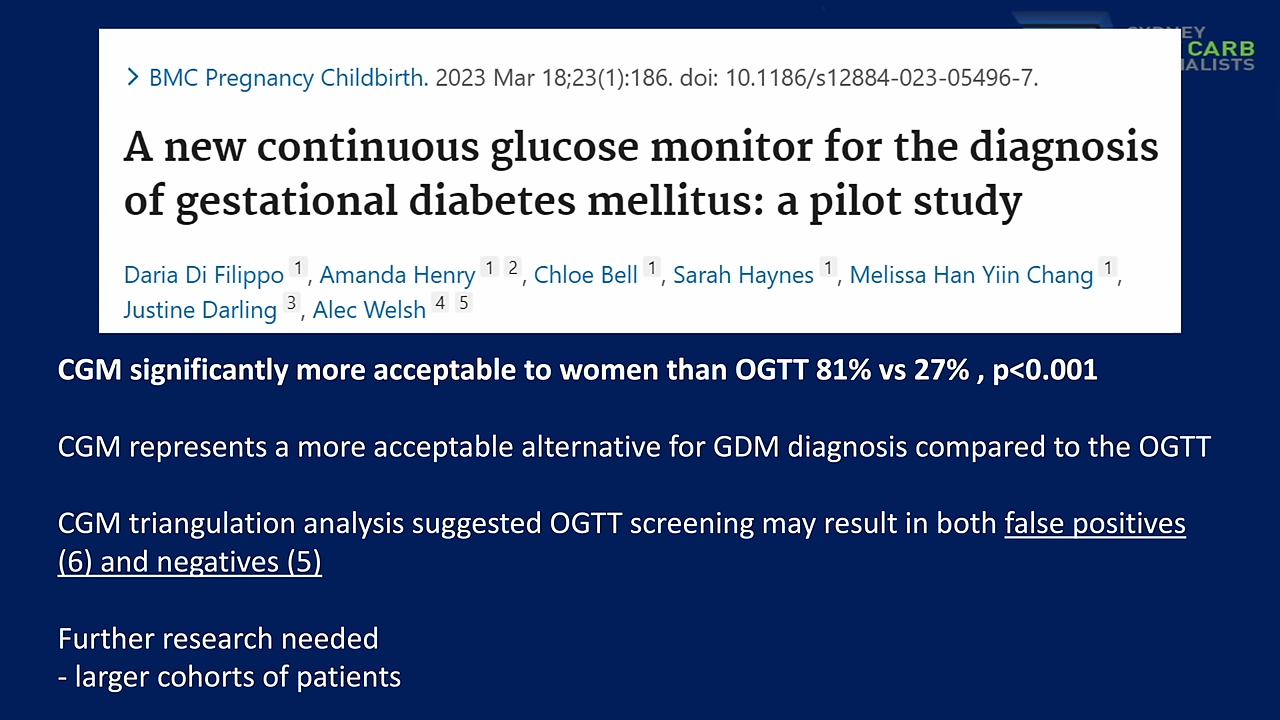 CARB
> BMC Pregnancy Childbirth. 2023 Mar 18;23(1):186. doi: 10.1186/s12884-023-05496-7.
A new continuous glucose monitor for the diagnosis
of gestational diabetes mellitus: a pilot study
Daria Di Filippo 1, Amanda Henry 1 2, Chloe Bell 1, Sarah Haynes 1, Melissa Han Yiin Chang 1,
Justine Darling 3, Alec Welsh 4 5
CGM significantly more acceptable to women than OGTT 81% vs 27% , p<0.001
CGM represents a more acceptable alternative for GDM diagnosis compared to the OGTT
CGM triangulation analysis suggested OGTT screening may result in both false positives
(6) and negatives (5)
Further research needed
- larger cohorts of patients